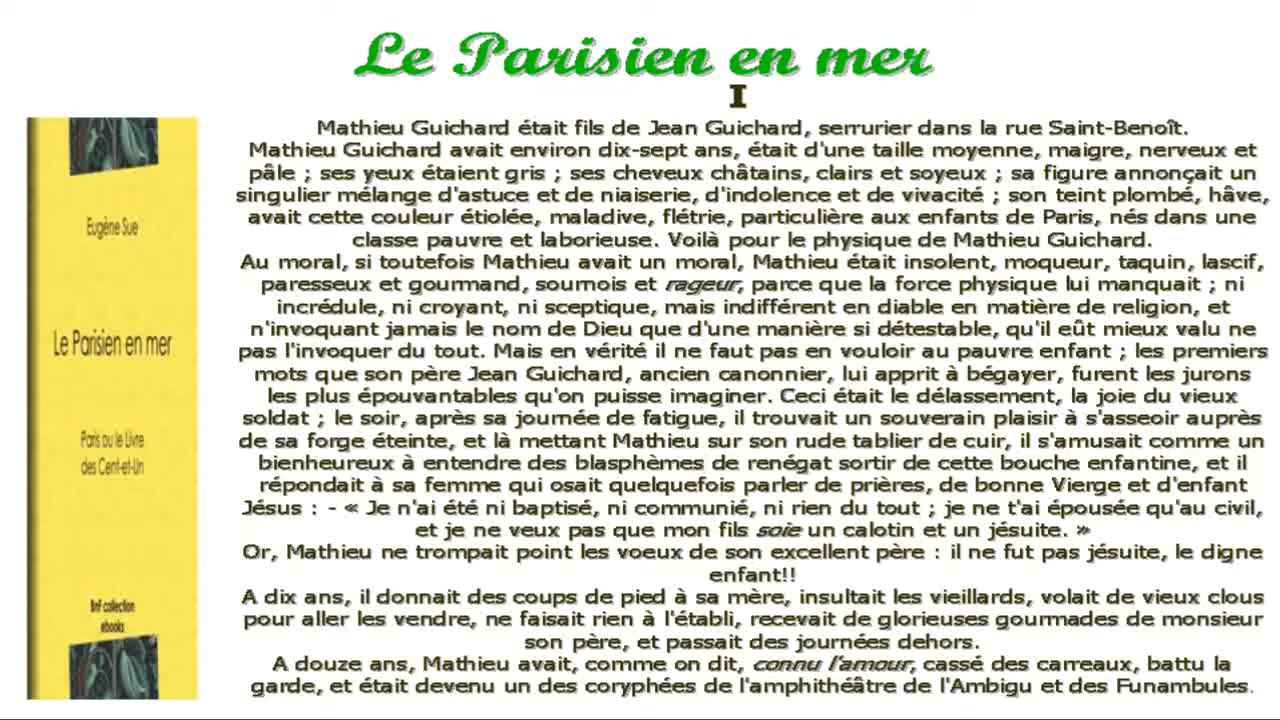 Le Parisien en mer
I
Mathieu Guichard était fils de Jean Guichard, serrurier dans la rue Saint-Benoît.
Mathieu Guichard avait environ dix-sept ans, était d'une taille moyenne, maigre, nerveux et
pâle ; ses yeux étaient gris ; ses cheveux châtains, clairs et soyeux ; sa figure annonçait un
singulier mélange d'astuce et de niaiserie, d'indolence et de vivacité ; son teint plombé, hâve,
avait cette couleur étiolée, maladive, flétrie, particulière aux enfants de Paris, nés dans une
classe pauvre et laborieuse. Voilà pour le physique de Mathieu Guichard.
Au moral, si toutefois Mathieu avait un moral, Mathieu était insolent, moqueur, taquin, lascif,
paresseux et gourmand, sournois et rageur, parce que la force physique lui manquait ; ni
incrédule, ni croyant, ni sceptique, mais indifférent en diable en matière de religion, et
n'invoquant jamais le nom de Dieu que d'une manière si détestable, qu'il eût mieux valu ne
pas l'invoquer du tout. Mais en vérité il ne faut pas en vouloir au pauvre enfant ; les premiers
mots que son père Jean Guichard, ancien canonnier, lui apprit à bégayer, furent les jurons
les plus épouvantables qu'on puisse imaginer. Ceci était le délassement, la joie du vieux
soldat ; le soir, après sa journée de fatigue, il trouvait un souverain plaisir à s'asseoir auprès
de sa forge éteinte, et là mettant Mathieu sur son rude tablier de cuir, il s'amusait comme un
bienheureux à entendre des blasphèmes de renégat sortir de cette bouche enfantine, et il
répondait à sa femme qui osait quelquefois parler de prières, de bonne Vierge et d'enfant
Jésus : - « Je n'ai été ni baptisé, ni communié, ni rien du tout ; je ne t'ai épousée qu'au civil,
et je ne veux pas que mon fils soie un calotin et un jésuite. »
Or, Mathieu ne trompait point les voeux de son excellent père : il ne fut pas jésuite, le digne
enfant!!
A dix ans, il donnait des coups de pied à sa mère, insultait les vieillards, volait de vieux clous
pour aller les vendre, ne faisait rien à l'établi, recevait de glorieuses gourmades de monsieur
son père, et passait des journées dehors.
A douze ans, Mathieu avait, comme on dit, connu l'amour, cassé des carreaux, battu la
garde, et était devenu un des coryphées de l'amphithéâtre de l'Ambigu et des Funambules.
Eugène Sue
Le Parisien en mer
Paris ou le Livre
des Cent-et-Un
BnF collection
ebooks